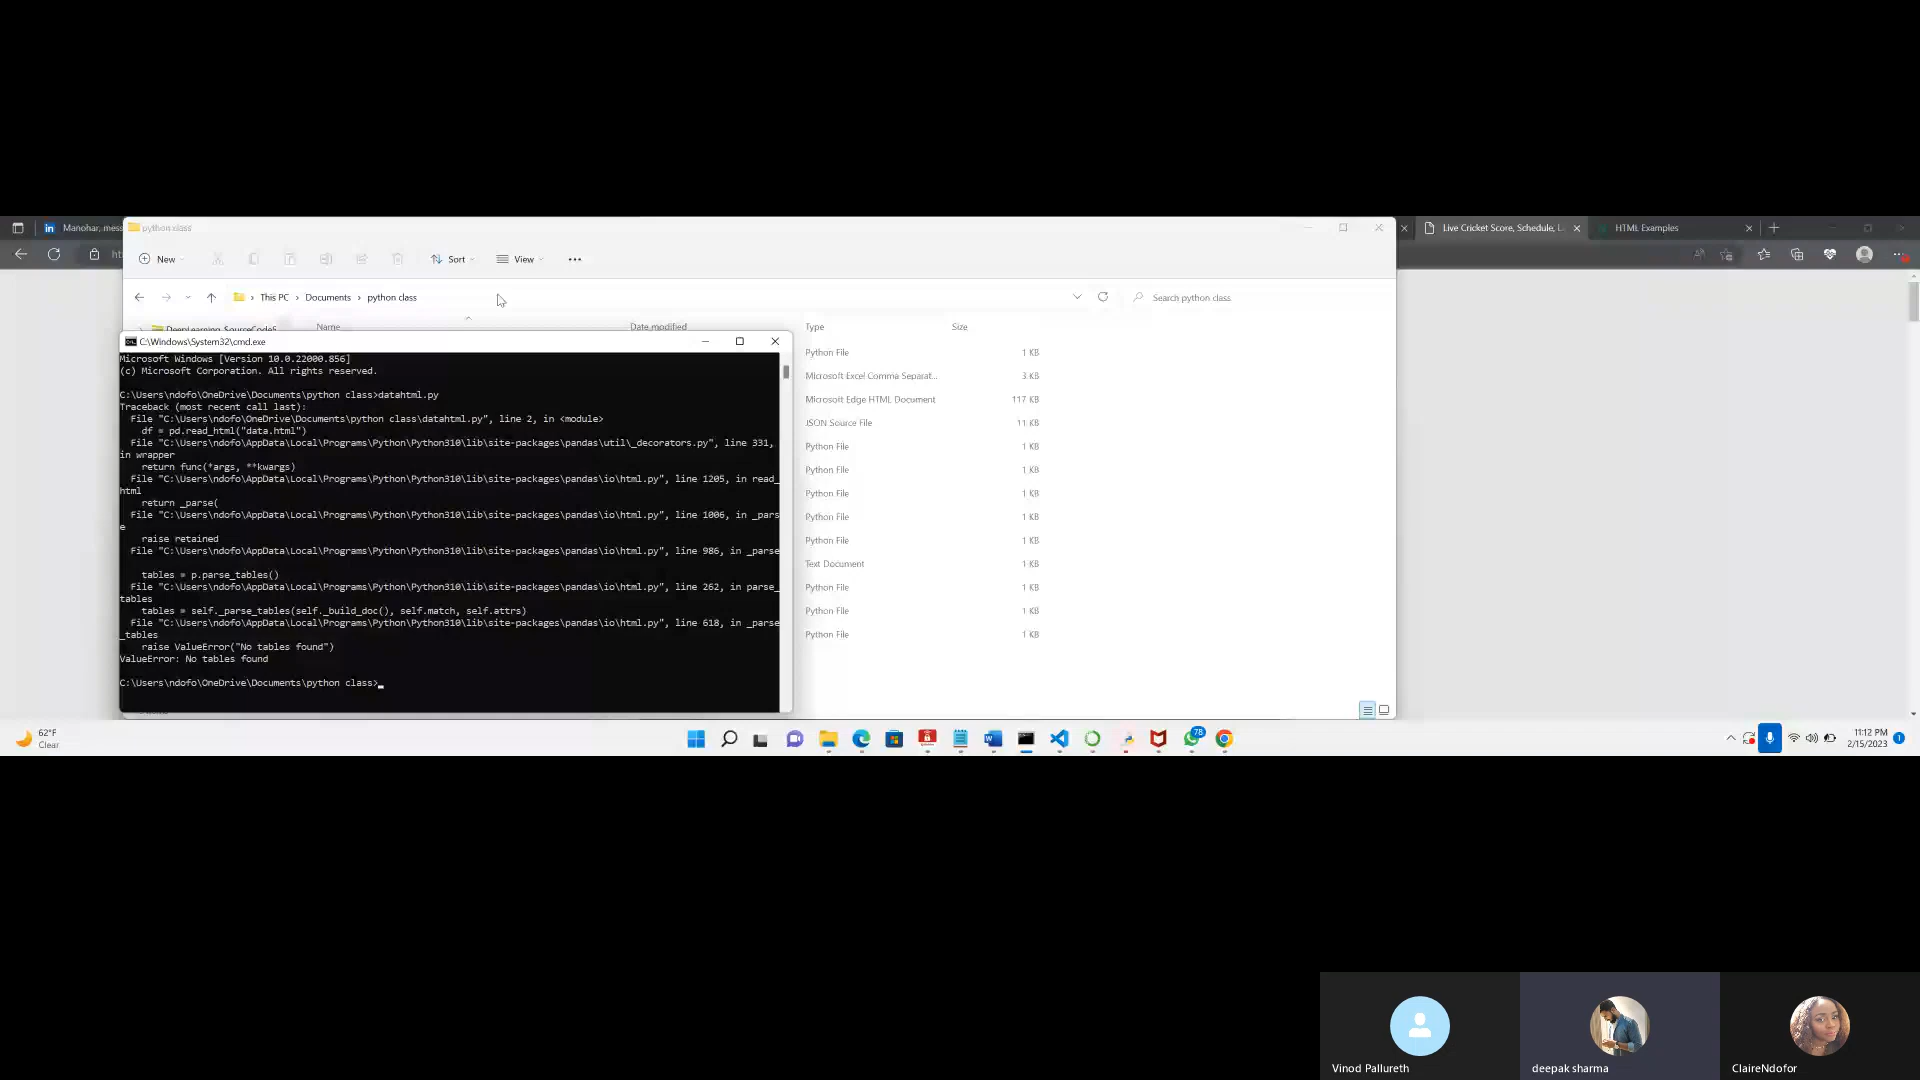 Manohar, mess
python class
Live Cricket Score, Schedule, L
HTML Examples
New
Sort
View
This PC > Documents > python class
Search python class
DeepLearning_SourceCodeS
Name
Date modified
Type
Size
C:\Windows\System32\cmd.exe
Microsoft Windows [Version 10.0.22000.856]
(c) Microsoft Corporation. All rights reserved.
C:\Users\ndofo\OneDrive\Documents\python class>datahtml.py
Traceback (most recent call last):
File "C:\Users\ndofo\OneDrive\Documents\python class\datahtml.py", line 2, in <module>
df = pd.read_html("data.html")
File "C:\Users\ndofo\AppData\Local\Programs\Python\Python310\lib\site-packages\pandas\util\_decorators.py", line 331,
in wrapper
return func(*args, **kwargs)
File "C:\Users\ndofo\AppData\Local\Programs\Python\Python310\lib\site-packages\pandas\io\html.py", line 1205, in read_
html
return _parse(
File "C:\Users\ndofo\AppData\Local\Programs\Python\Python310\lib\site-packages\pandas\io\html.py", line 1006, in _pars
e
raise retained
File "C:\Users\ndofo\AppData\Local\Programs\Python\Python310\lib\site-packages\pandas\io\html.py", line 986, in _parse
tables = p.parse_tables()
File "C:\Users\ndofo\AppData\Local\Programs\Python\Python310\lib\site-packages\pandas\io\html.py", line 262, in parse_
tables
tables = self._parse_tables(self._build_doc(), self.match, self.attrs)
File "C:\Users\ndofo\AppData\Local\Programs\Python\Python310\lib\site-packages\pandas\io\html.py", line 618, in _parse
_tables
raise ValueError("No tables found")
ValueError: No tables found
C:\Users\ndofo\OneDrive\Documents\python class>
Python File 1 KB
Microsoft Excel Comma Separat... 3 KB
Microsoft Edge HTML Document 117 KB
JSON Source File 11 KB
Python File 1 KB
Python File 1 KB
Python File 1 KB
Python File 1 KB
Python File 1 KB
Text Document 1 KB
Python File 1 KB
Python File 1 KB
Python File 1 KB
62°F
Clear
78
11:12 PM
2/15/2023
1
Vinod Pallureth
deepak sharma
ClaireNdofor